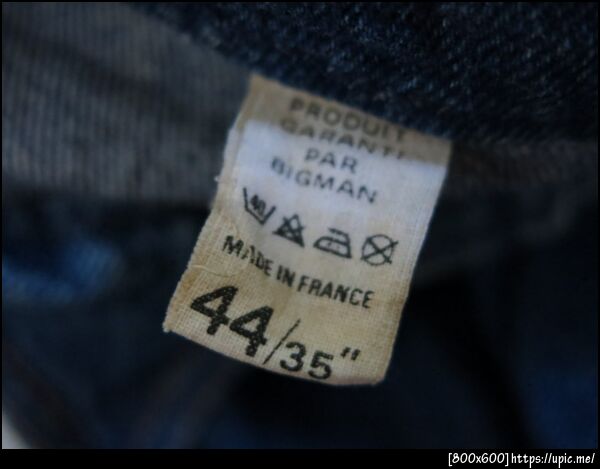 PRODUIT
GARANTI
PAR
BIGMAN
MADE IN FRANCE
44/35"
[800x600]https://upic.me/